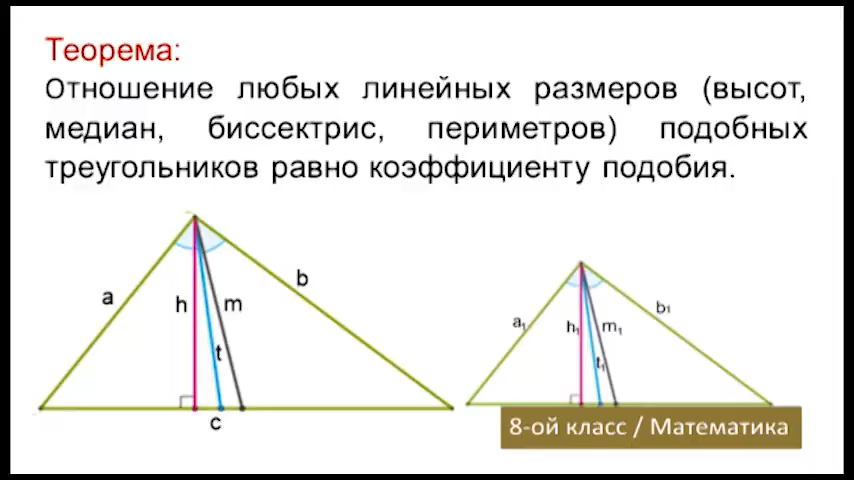 Теорема:
Отношение любых линейных размеров (высот,
медиан, биссектрис, периметров) подобных
треугольников равно коэффициенту подобия.
a
h
m
b
t
c
a₁
h₁
m₁
b₁
t₁
8-ой класс / Математика